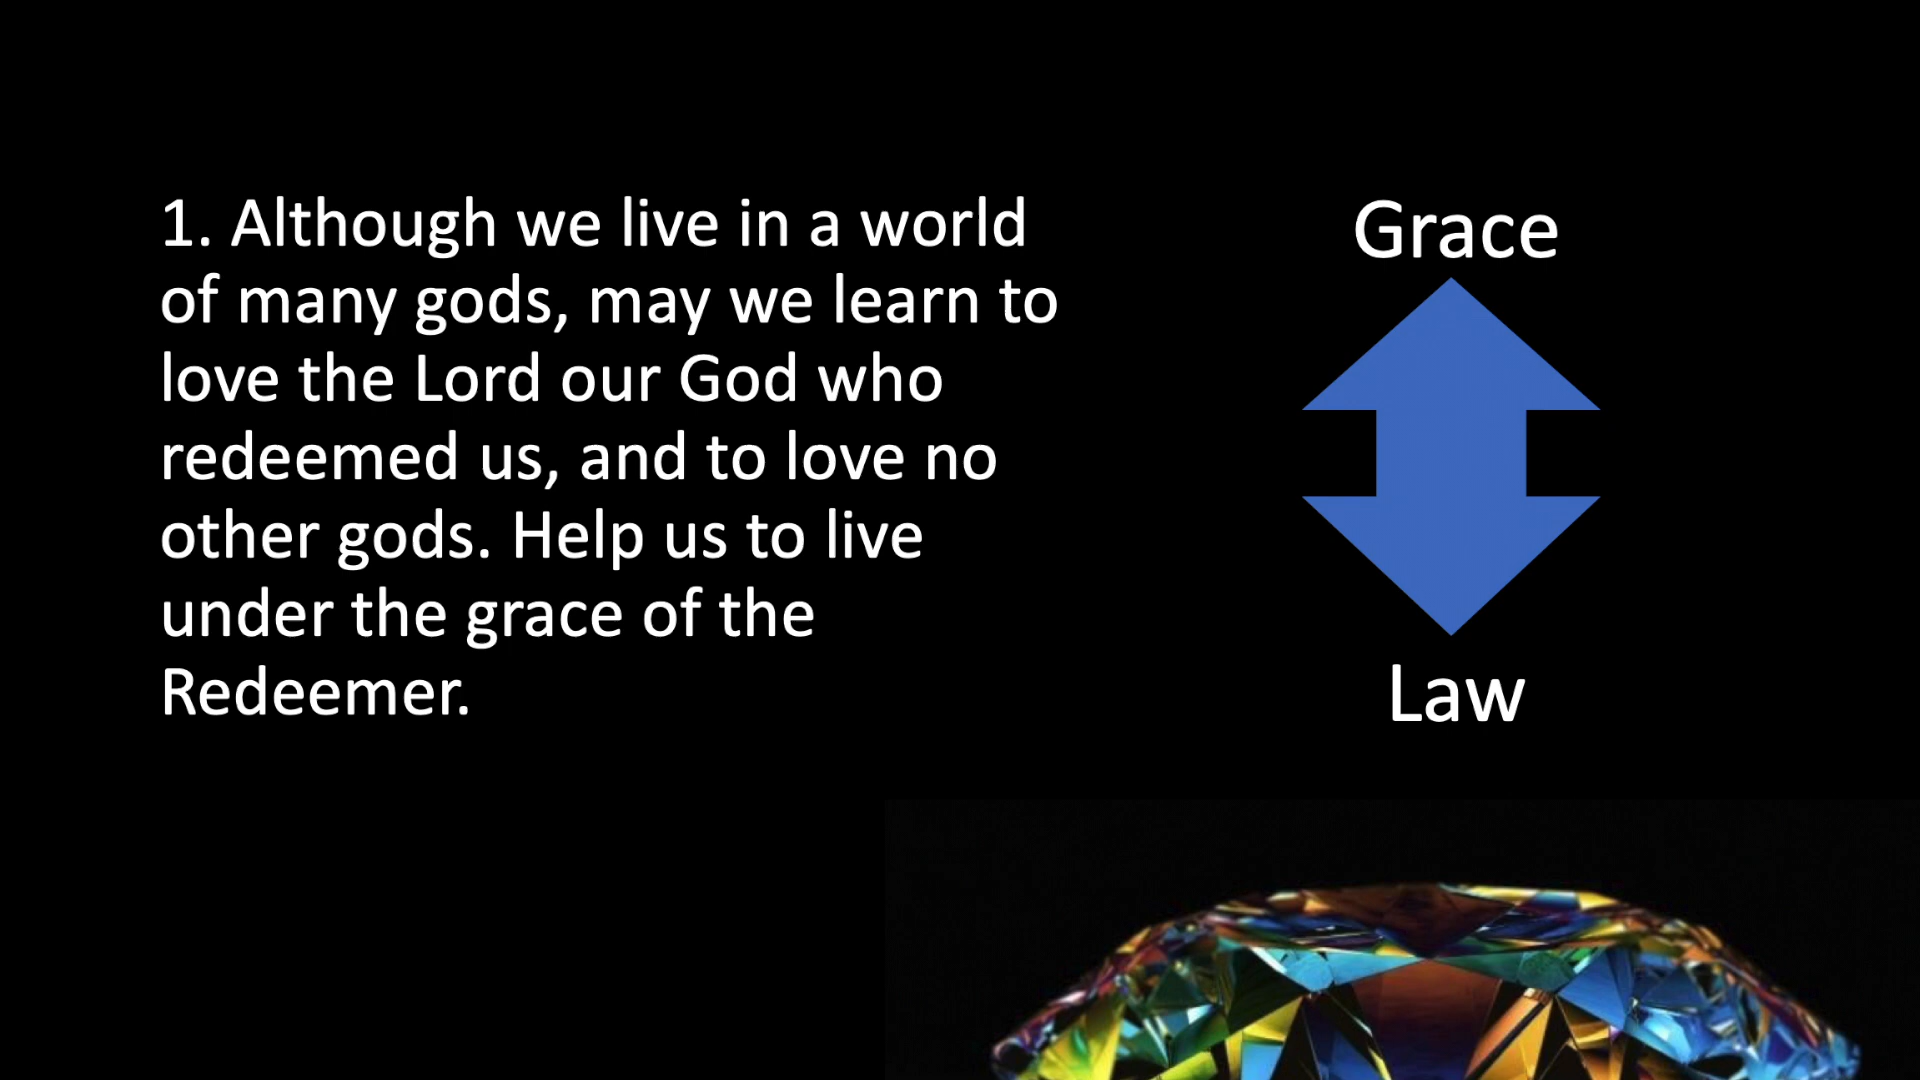 1. Although we live in a world
of many gods, may we learn to
love the Lord our God who
redeemed us, and to love no
other gods. Help us to live
under the grace of the
Redeemer.
Grace
Law